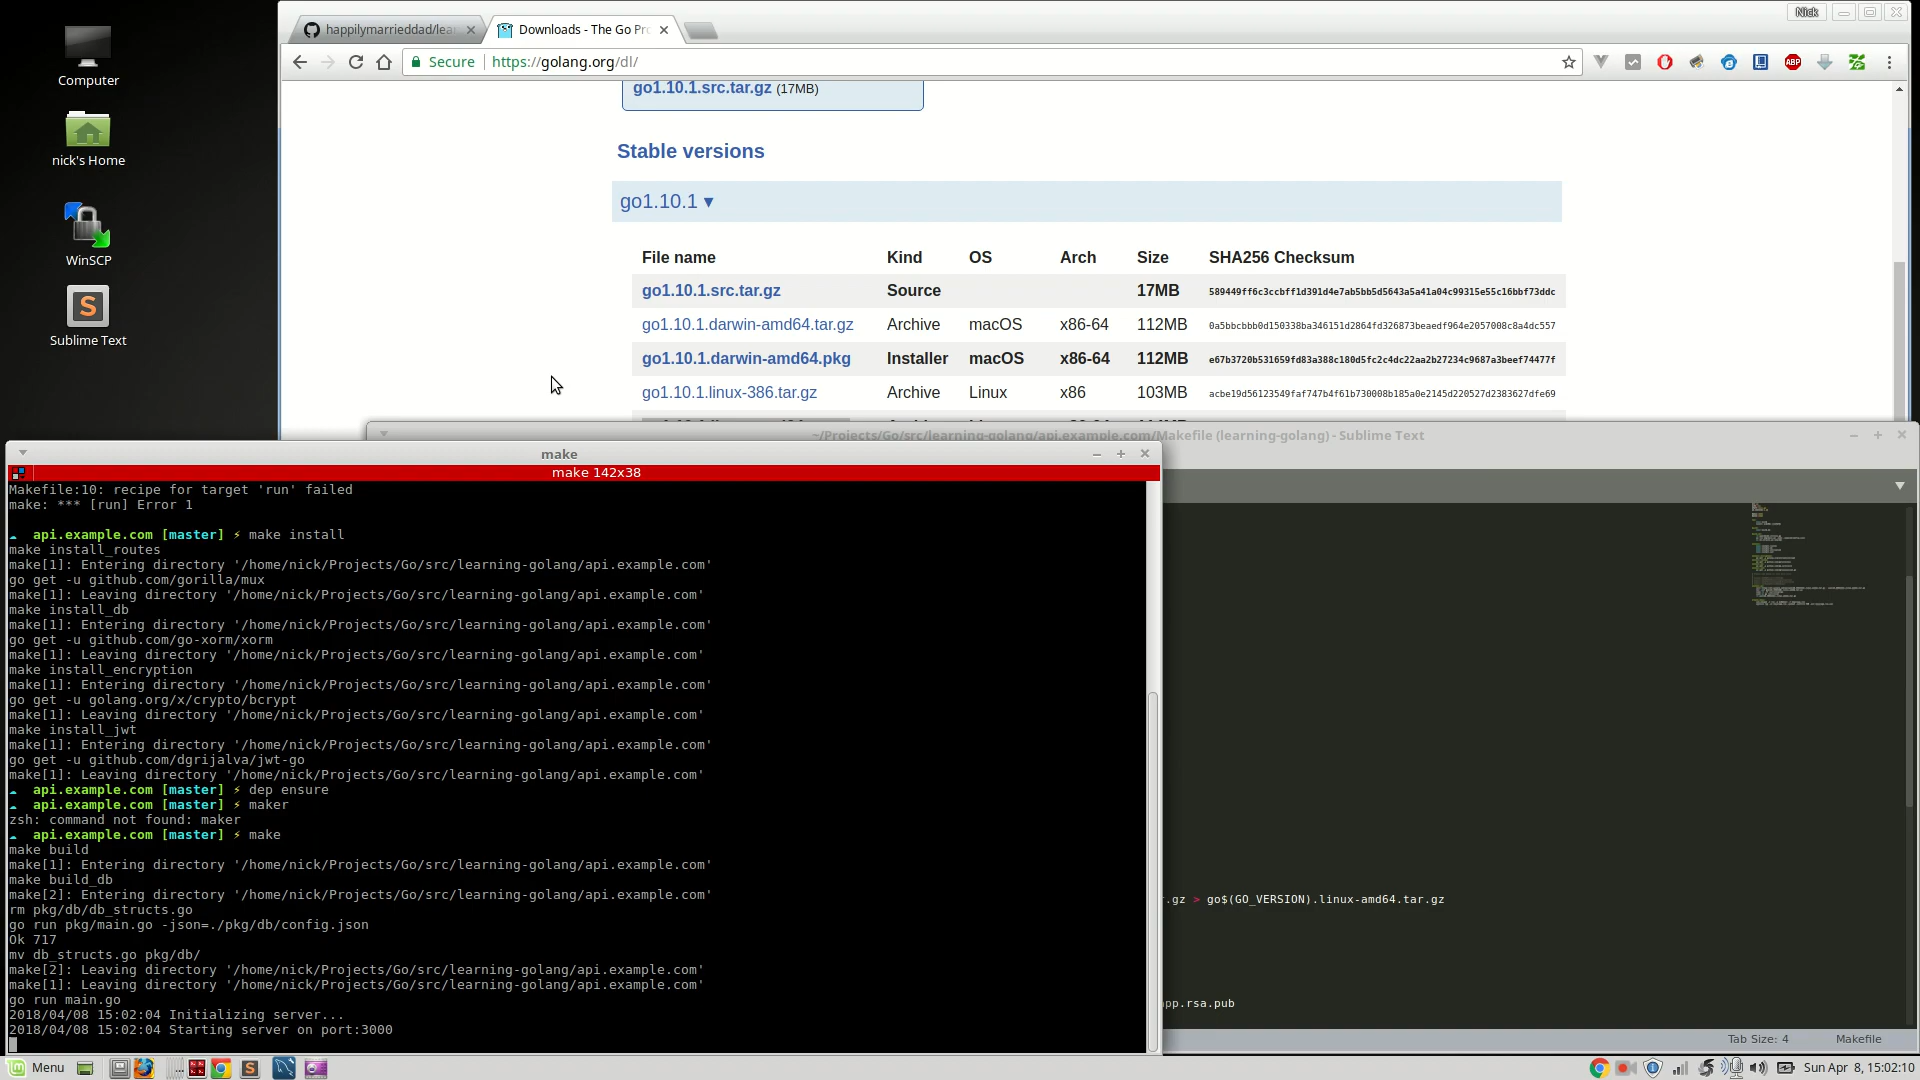 Computer
nick's Home
WinSCP
Sublime Text
happilymarrieddad/lea
Downloads - The Go Pro
Nick
Secure
https://golang.org/dl/
ABP
go1.10.1.src.tar.gz (17MB)
Stable versions
go1.10.1 ▾
File name Kind OS Arch Size SHA256 Checksum
go1.10.1.src.tar.gz Source 17MB 589449ff6c3ccbff1d391d4e7ab5bb5d5643a5a41a04c99315e55c16bbf73ddc
go1.10.1.darwin-amd64.tar.gz Archive macOS x86-64 112MB 0a5bbcbbb0d150338ba346151d2864fd326873beaedf964e2057008c8a4dc557
go1.10.1.darwin-amd64.pkg Installer macOS x86-64 112MB e67b3720b531659fd83a388c180d5fc2c4dc22aa2b27234c9687a3beef74477f
go1.10.1.linux-386.tar.gz Archive Linux x86 103MB acbe19d56123549faf747b4f61b730008b185a0e2145d220527d2383627dfe69
~/Projects/Go/src/learning-golang/api.example.com/Makefile (learning-golang) - Sublime Text
make
make 142x38
Makefile:10: recipe for target 'run' failed
make: *** [run] Error 1
api.example.com [master] ⚡ make install
make install_routes
make[1]: Entering directory '/home/nick/Projects/Go/src/learning-golang/api.example.com'
go get -u github.com/gorilla/mux
make[1]: Leaving directory '/home/nick/Projects/Go/src/learning-golang/api.example.com'
make install_db
make[1]: Entering directory '/home/nick/Projects/Go/src/learning-golang/api.example.com'
go get -u github.com/go-xorm/xorm
make[1]: Leaving directory '/home/nick/Projects/Go/src/learning-golang/api.example.com'
make install_encryption
make[1]: Entering directory '/home/nick/Projects/Go/src/learning-golang/api.example.com'
go get -u golang.org/x/crypto/bcrypt
make[1]: Leaving directory '/home/nick/Projects/Go/src/learning-golang/api.example.com'
make install_jwt
make[1]: Entering directory '/home/nick/Projects/Go/src/learning-golang/api.example.com'
go get -u github.com/dgrijalva/jwt-go
make[1]: Leaving directory '/home/nick/Projects/Go/src/learning-golang/api.example.com'
api.example.com [master] ⚡ dep ensure
api.example.com [master] ⚡ maker
zsh: command not found: maker
api.example.com [master] ⚡ make
make build
make[1]: Entering directory '/home/nick/Projects/Go/src/learning-golang/api.example.com'
make build_db
make[2]: Entering directory '/home/nick/Projects/Go/src/learning-golang/api.example.com'
rm pkg/db/db_structs.go
go run pkg/main.go -json=./pkg/db/config.json
Ok 717
mv db_structs.go pkg/db/
make[2]: Leaving directory '/home/nick/Projects/Go/src/learning-golang/api.example.com'
make[1]: Leaving directory '/home/nick/Projects/Go/src/learning-golang/api.example.com'
go run main.go
2018/04/08 15:02:04 Initializing server...
2018/04/08 15:02:04 Starting server on port:3000
.gz > go$(GO_VERSION).linux-amd64.tar.gz
app.rsa.pub
Tab Size: 4 Makefile
Menu
Sun Apr 8, 15:02:10